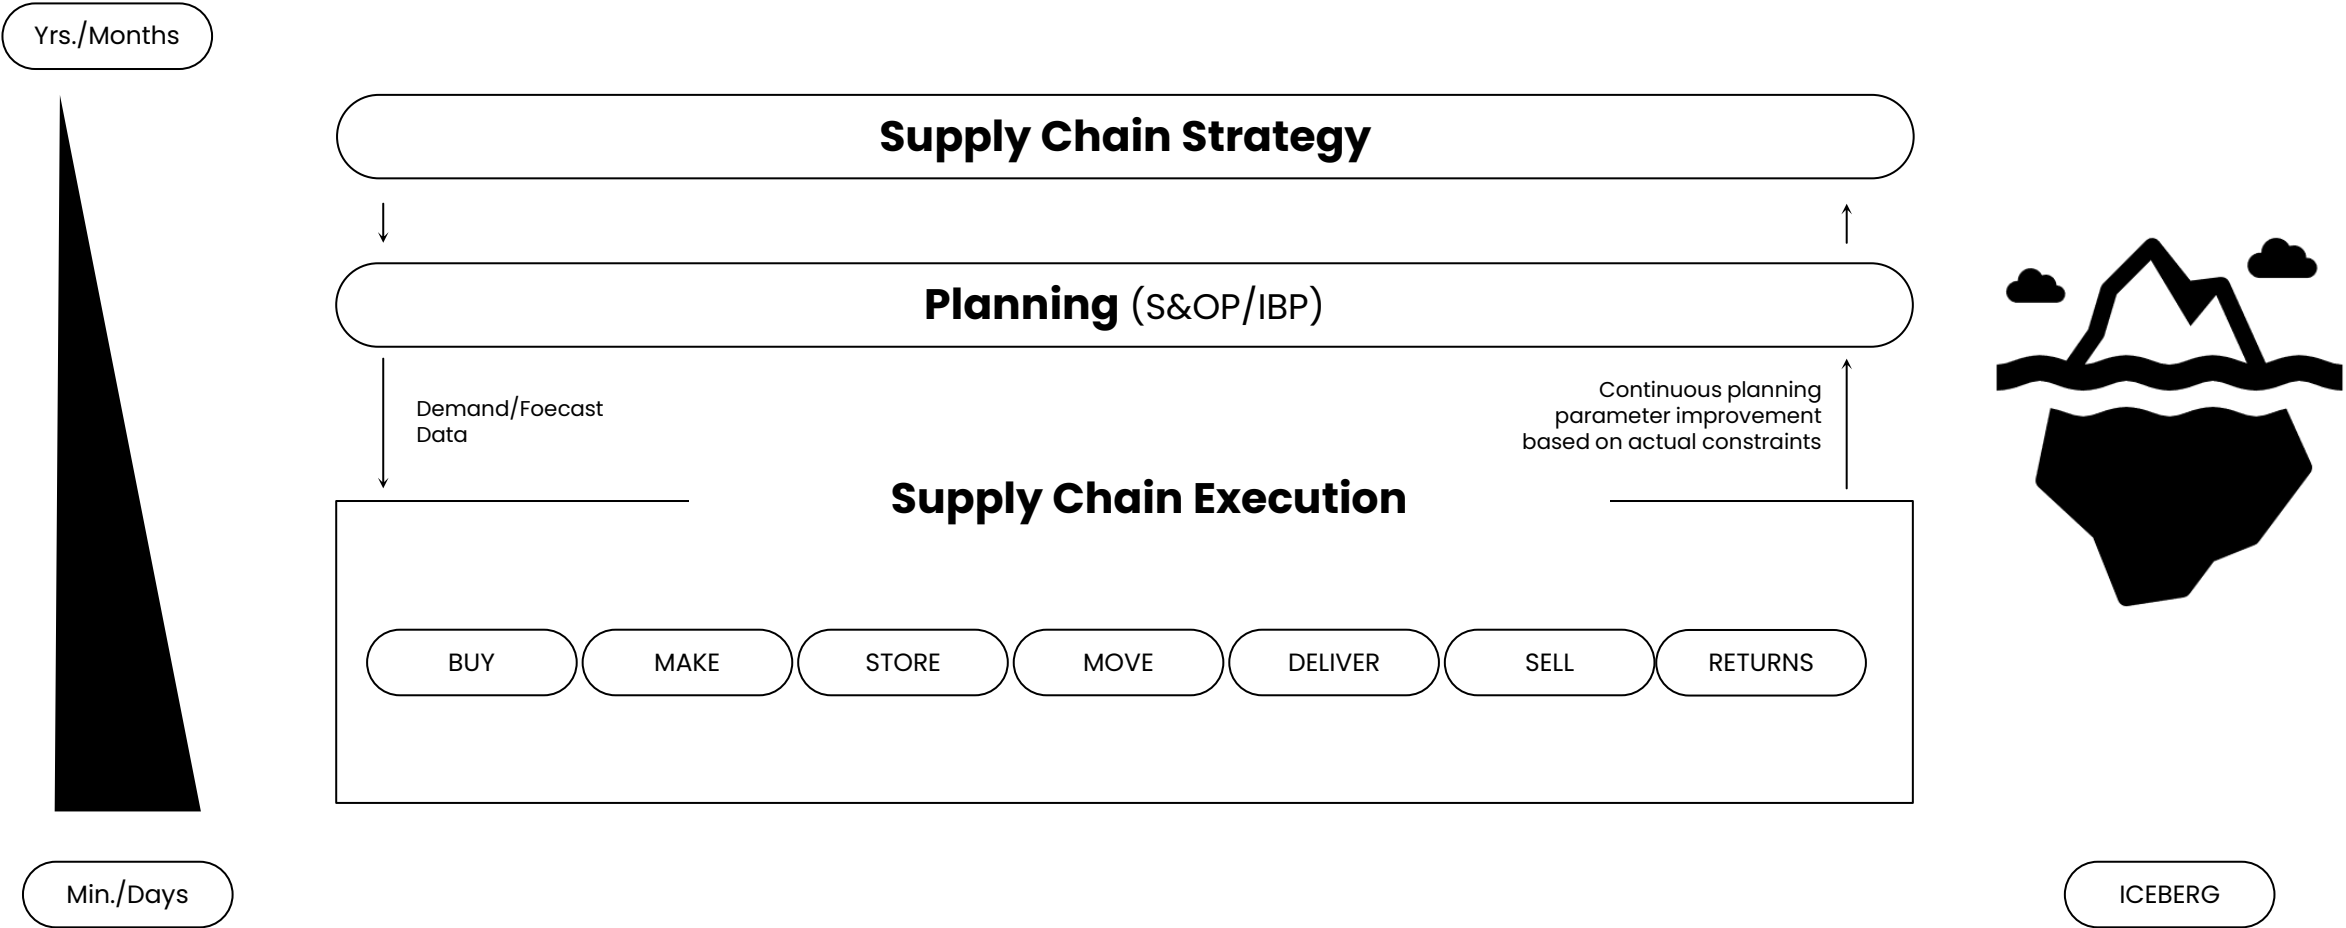 Yrs./Months
Supply Chain Strategy
Planning (S&OP/IBP)
Demand/Foecast
Data
Continuous planning
parameter improvement
based on actual constraints
Supply Chain Execution
BUY
MAKE
STORE
MOVE
DELIVER
SELL
RETURNS
Min./Days
ICEBERG